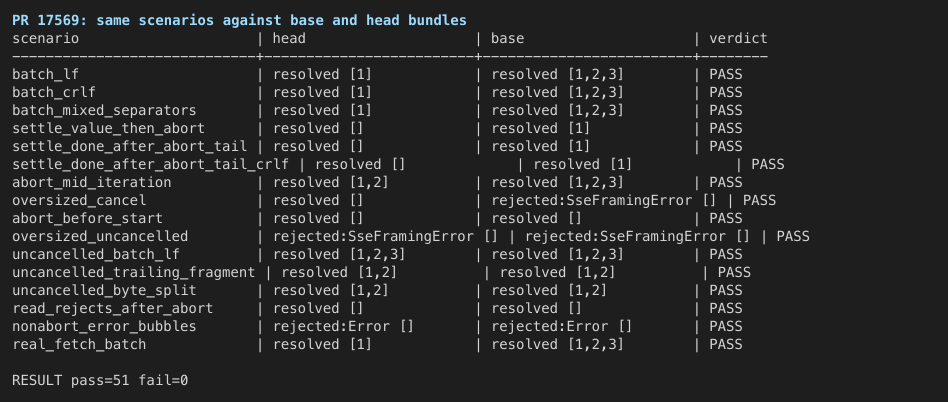 PR 17569: same scenarios against base and head bundles
scenario | head | base | verdict
—————————————————————————————+——————————————————————————+—————————————————————————+————————
batch_lf | resolved [1] | resolved [1,2,3] | PASS
batch_crlf | resolved [1] | resolved [1,2,3] | PASS
batch_mixed_separators | resolved [1] | resolved [1,2,3] | PASS
settle_value_then_abort | resolved [] | resolved [1] | PASS
settle_done_after_abort_tail | resolved [] | resolved [1] | PASS
settle_done_after_abort_tail_crlf | resolved [] | resolved [1] | PASS
abort_mid_iteration | resolved [1,2] | resolved [1,2,3] | PASS
oversized_cancel | resolved [] | rejected:SseFramingError [] | PASS
abort_before_start | resolved [] | resolved [] | PASS
oversized_uncancelled | rejected:SseFramingError [] | rejected:SseFramingError [] | PASS
uncancelled_batch_lf | resolved [1,2,3] | resolved [1,2,3] | PASS
uncancelled_trailing_fragment | resolved [1,2] | resolved [1,2] | PASS
uncancelled_byte_split | resolved [1,2] | resolved [1,2] | PASS
read_rejects_after_abort | resolved [] | resolved [] | PASS
nonabort_error_bubbles | rejected:Error [] | rejected:Error [] | PASS
real_fetch_batch | resolved [1] | resolved [1,2,3] | PASS
RESULT pass=51 fail=0